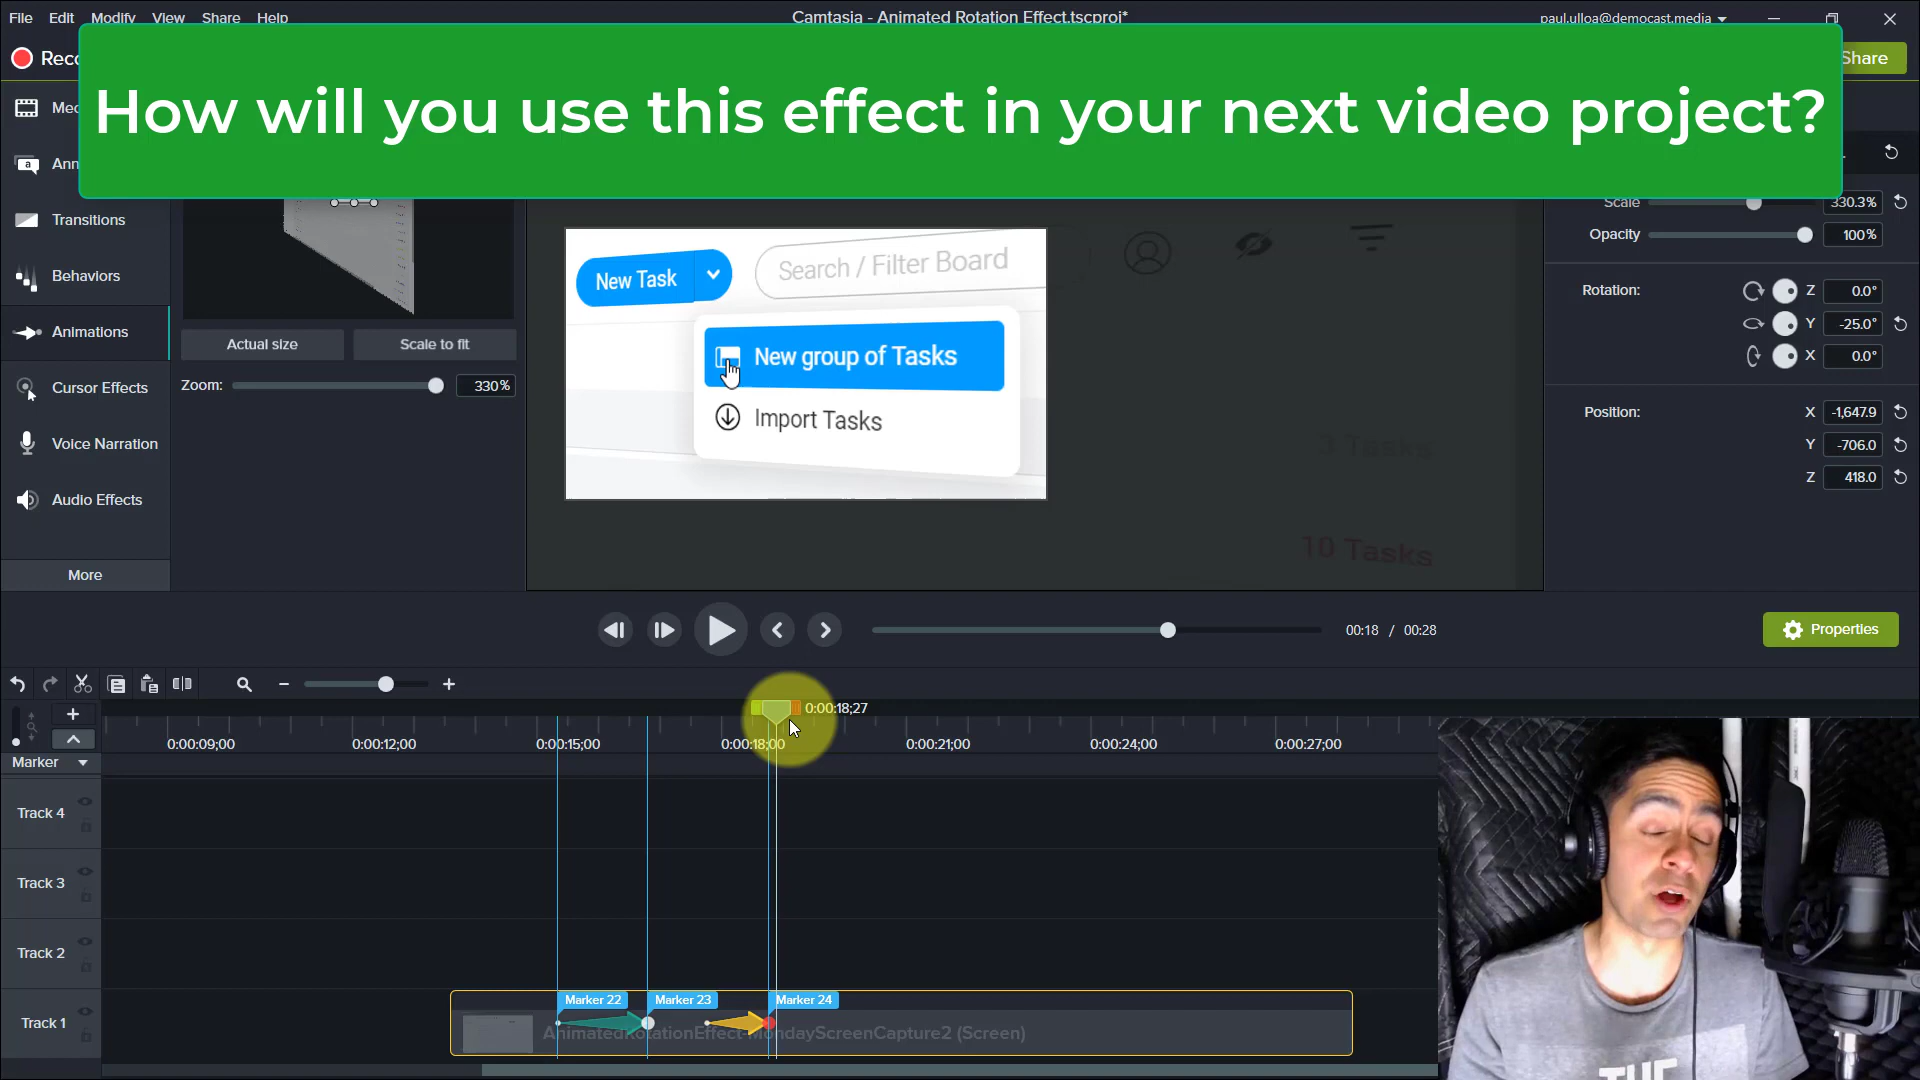 File Edit Modify View Share Help
Camtasia - Animated Rotation Effect.tscproj*
paul.ulloa@democast.media
Share
How will you use this effect in your next video project?
Transitions
Behaviors
Animations
Cursor Effects
Voice Narration
Audio Effects
More
Actual size
Scale to fit
Zoom:
330%
New Task
Search / Filter Board
New group of Tasks
Import Tasks
3 Tasks
10 Tasks
Scale
330.3%
Opacity
100%
Rotation:
Z 0.0°
Y -25.0°
X 0.0°
Position:
X -1,647.9
Y -706.0
Z 418.0
00:18 / 00:28
Properties
0:00:18;27
0:00:09;00 0:00:12;00 0:00:15;00 0:00:18;00 0:00:21;00 0:00:24;00 0:00:27;00
Marker
Track 4
Track 3
Track 2
Track 1
Marker 22
Marker 23
Marker 24
MondayScreenCapture2 (Screen)
THE